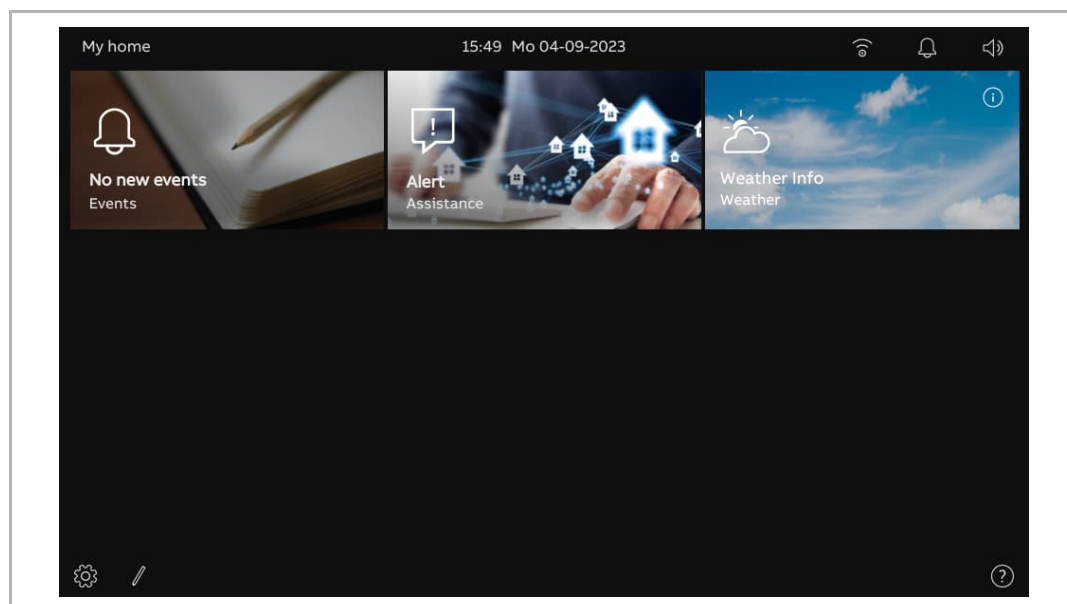 My home
15:49 Mo 04-09-2023
No new events
Events
Alert
Assistance
Weather Info
Weather